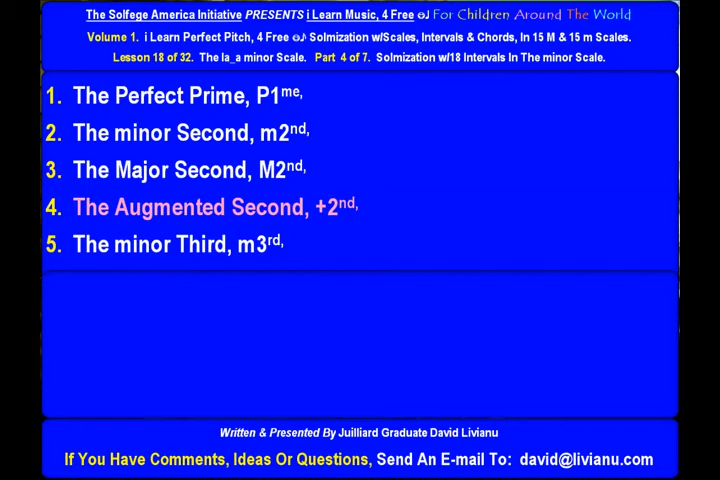 The Solfege America Initiative PRESENTS i Learn Music, 4 Free For Children Around The World
Volume 1. i Learn Perfect Pitch, 4 Free Solmization w/Scales, Intervals & Chords, In 15 M & 15 m Scales.
Lesson 18 of 32. The la_a minor Scale. Part 4 of 7. Solmization w/18 Intervals In The minor Scale.
1. The Perfect Prime, P1me,
2. The minor Second, m2nd,
3. The Major Second, M2nd,
4. The Augmented Second, +2nd,
5. The minor Third, m3rd,
Written & Presented By Juilliard Graduate David Livianu
If You Have Comments, Ideas Or Questions, Send An E-mail To: david@livianu.com